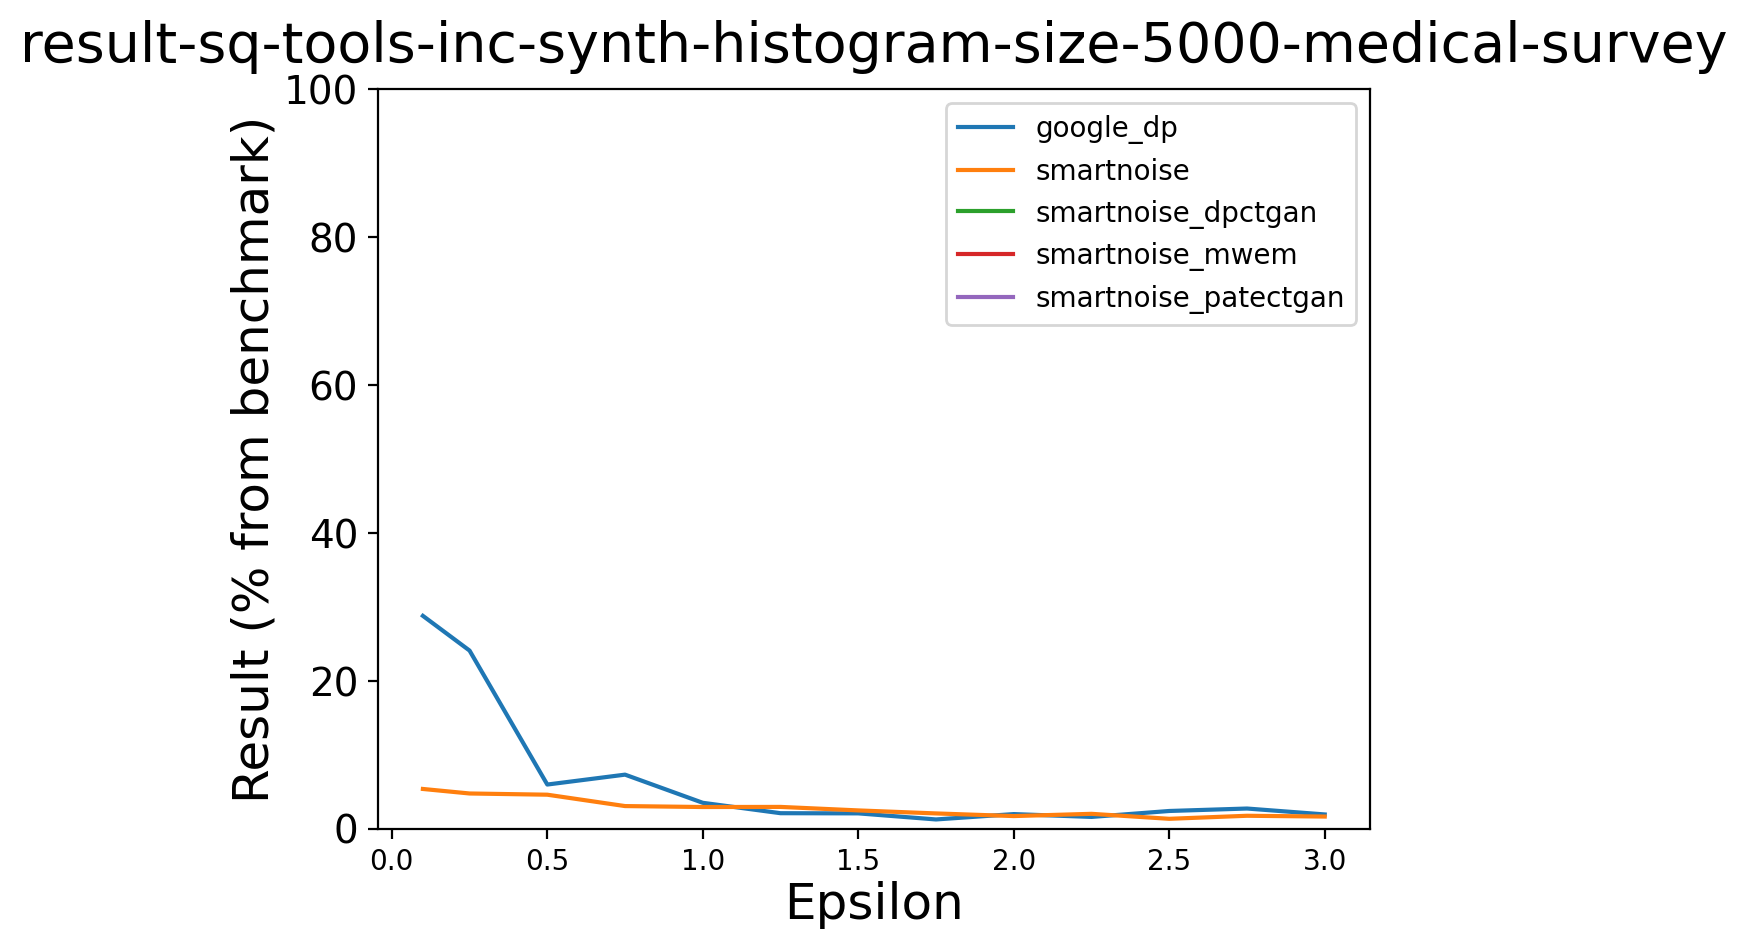 result-sq-tools-inc-synth-histogram-size-5000-medical-survey
Result (% from benchmark)
100
80
60
40
20
0
google_dp
smartnoise
smartnoise_dpctgan
smartnoise_mwem
smartnoise_patectgan
0.0 0.5 1.0 1.5 2.0 2.5 3.0
Epsilon